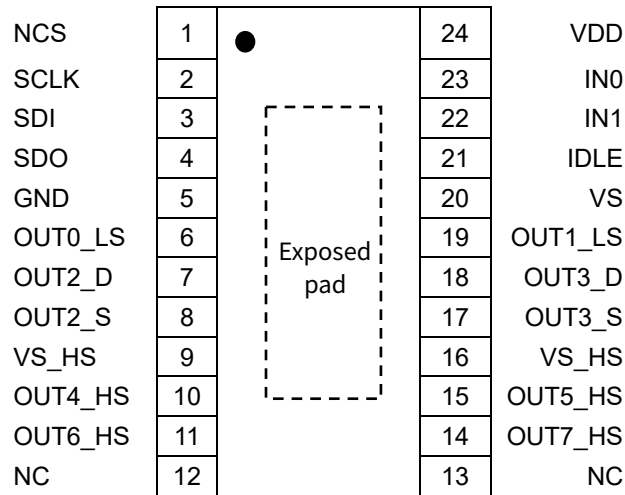 NCS 1 24 VDD
SCLK 2 23 IN0
SDI 3 22 IN1
SDO 4 21 IDLE
GND 5 20 VS
OUT0_LS 6 19 OUT1_LS
OUT2_D 7 18 OUT3_D
OUT2_S 8 17 OUT3_S
VS_HS 9 16 VS_HS
OUT4_HS 10 15 OUT5_HS
OUT6_HS 11 14 OUT7_HS
NC 12 13 NC
Exposed
pad